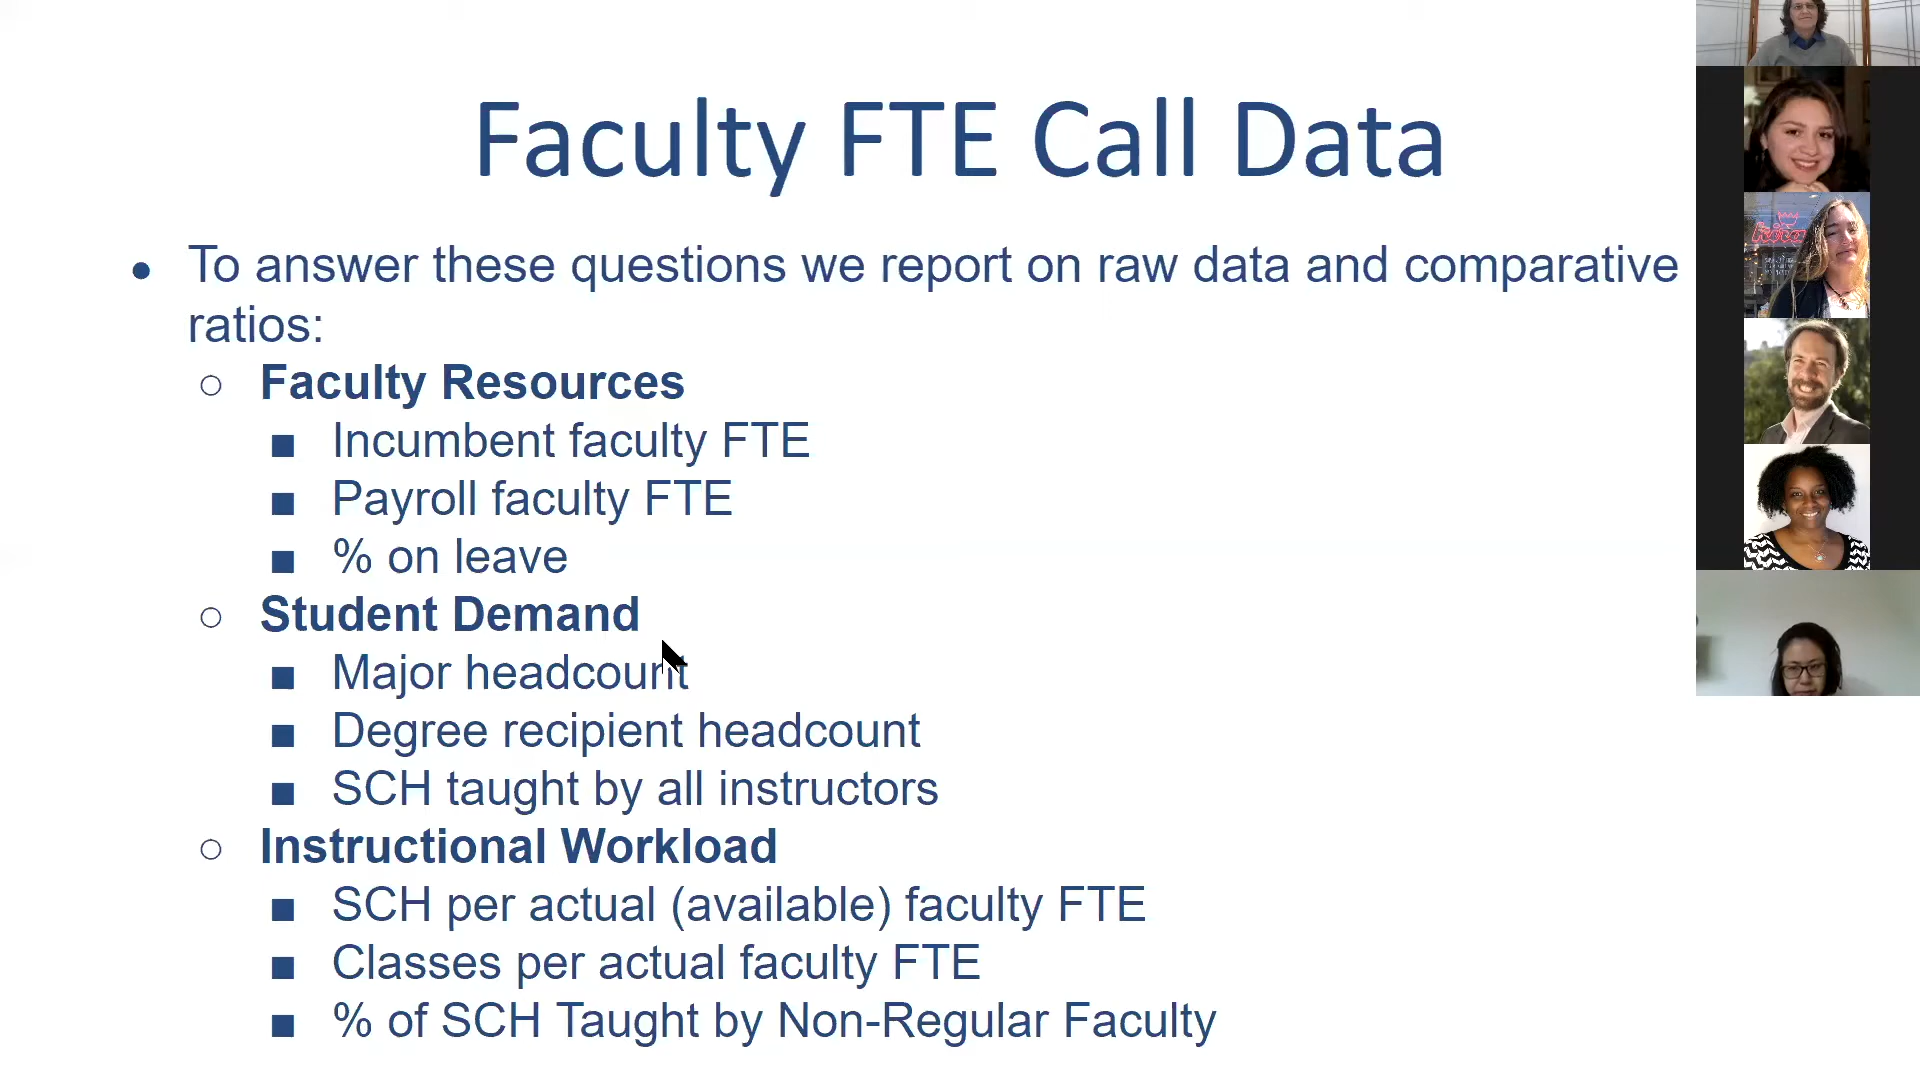 Faculty FTE Call Data
● To answer these questions we report on raw data and comparative
ratios:
○ Faculty Resources
■ Incumbent faculty FTE
■ Payroll faculty FTE
■ % on leave
○ Student Demand
■ Major headcount
■ Degree recipient headcount
■ SCH taught by all instructors
○ Instructional Workload
■ SCH per actual (available) faculty FTE
■ Classes per actual faculty FTE
■ % of SCH Taught by Non-Regular Faculty